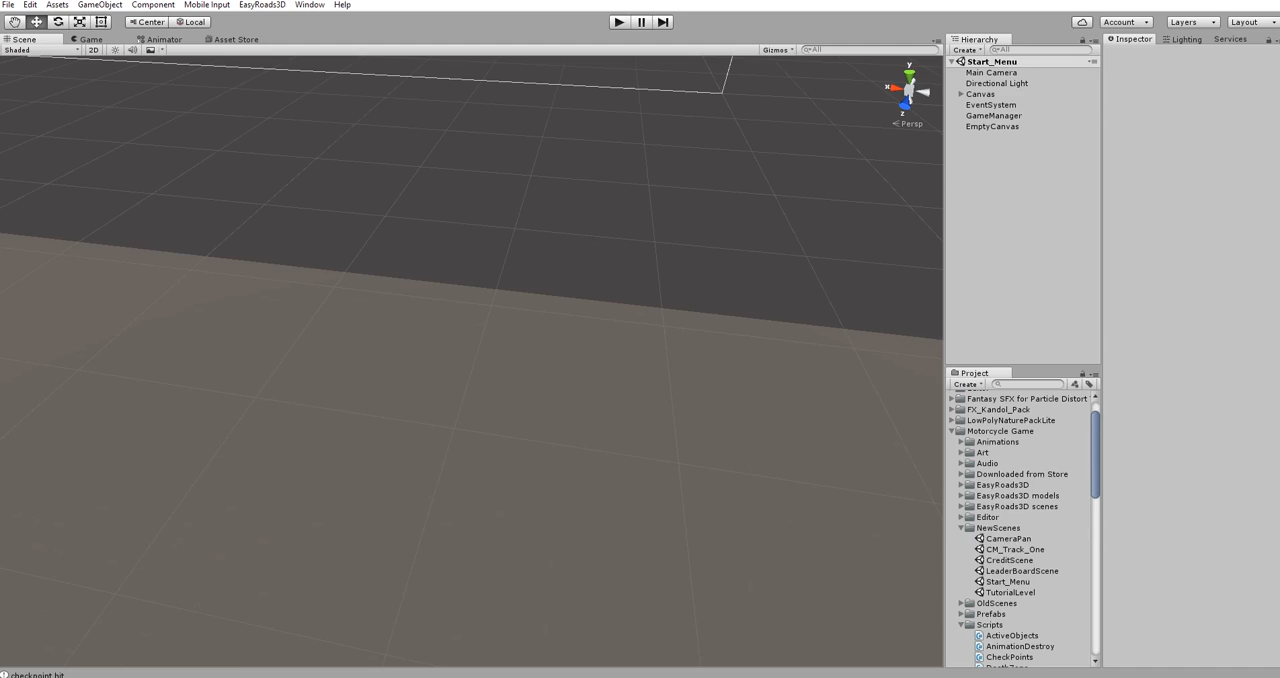 File Edit Assets GameObject Component Mobile Input EasyRoads3D Window Help
Center Local Account Layers Layout
Scene Game Animator Asset Store Hierarchy Inspector Lighting Services
Shaded 2D Gizmos All Create All
Start_Menu
Main Camera
Directional Light
Canvas
EventSystem
GameManager
EmptyCanvas
y
x
z
Persp
Project
Create
Fantasy SFX for Particle Distort
FX_Kandol_Pack
LowPolyNaturePackLite
Motorcycle Game
Animations
Art
Audio
Downloaded from Store
EasyRoads3D
EasyRoads3D models
EasyRoads3D scenes
Editor
NewScenes
CameraPan
CM_Track_One
CreditScene
LeaderBoardScene
Start_Menu
TutorialLevel
OldScenes
Prefabs
Scripts
ActiveObjects
AnimationDestroy
CheckPoints
checkpoint hit